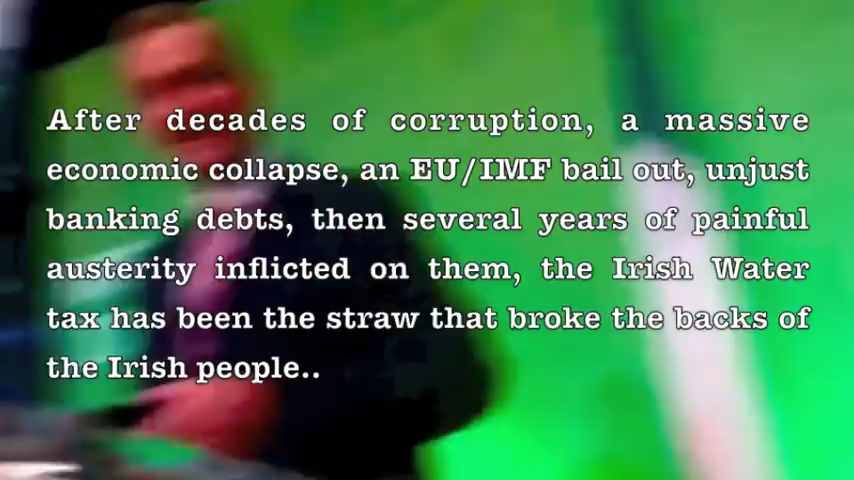 After decades of corruption, a massive
economic collapse, an EU/IMF bail out, unjust
banking debts, then several years of painful
austerity inflicted on them, the Irish Water
tax has been the straw that broke the backs of
the Irish people..